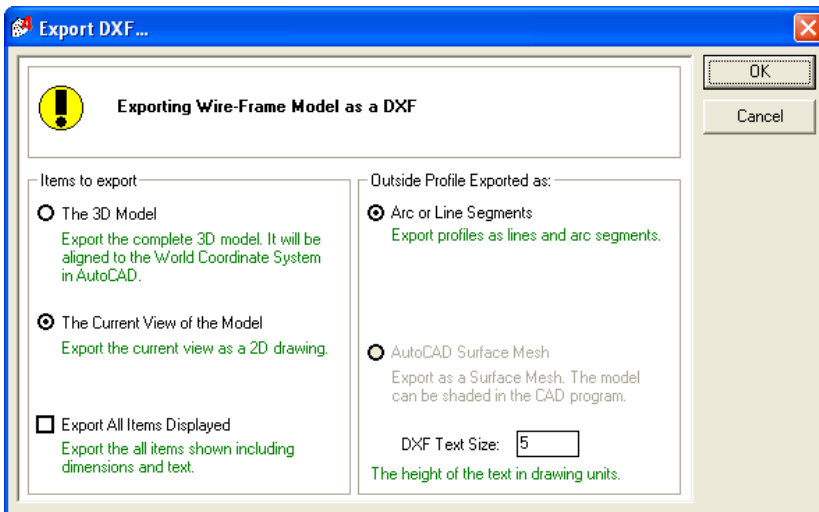 Export DXF...
OK
Cancel
Exporting Wire-Frame Model as a DXF
Items to export
The 3D Model
Export the complete 3D model. It will be
aligned to the World Coordinate System
in AutoCAD.
The Current View of the Model
Export the current view as a 2D drawing.
Export All Items Displayed
Export the all items shown including
dimensions and text.
Outside Profile Exported as:
Arc or Line Segments
Export profiles as lines and arc segments.
AutoCAD Surface Mesh
Export as a Surface Mesh. The model
can be shaded in the CAD program.
DXF Text Size: 5
The height of the text in drawing units.